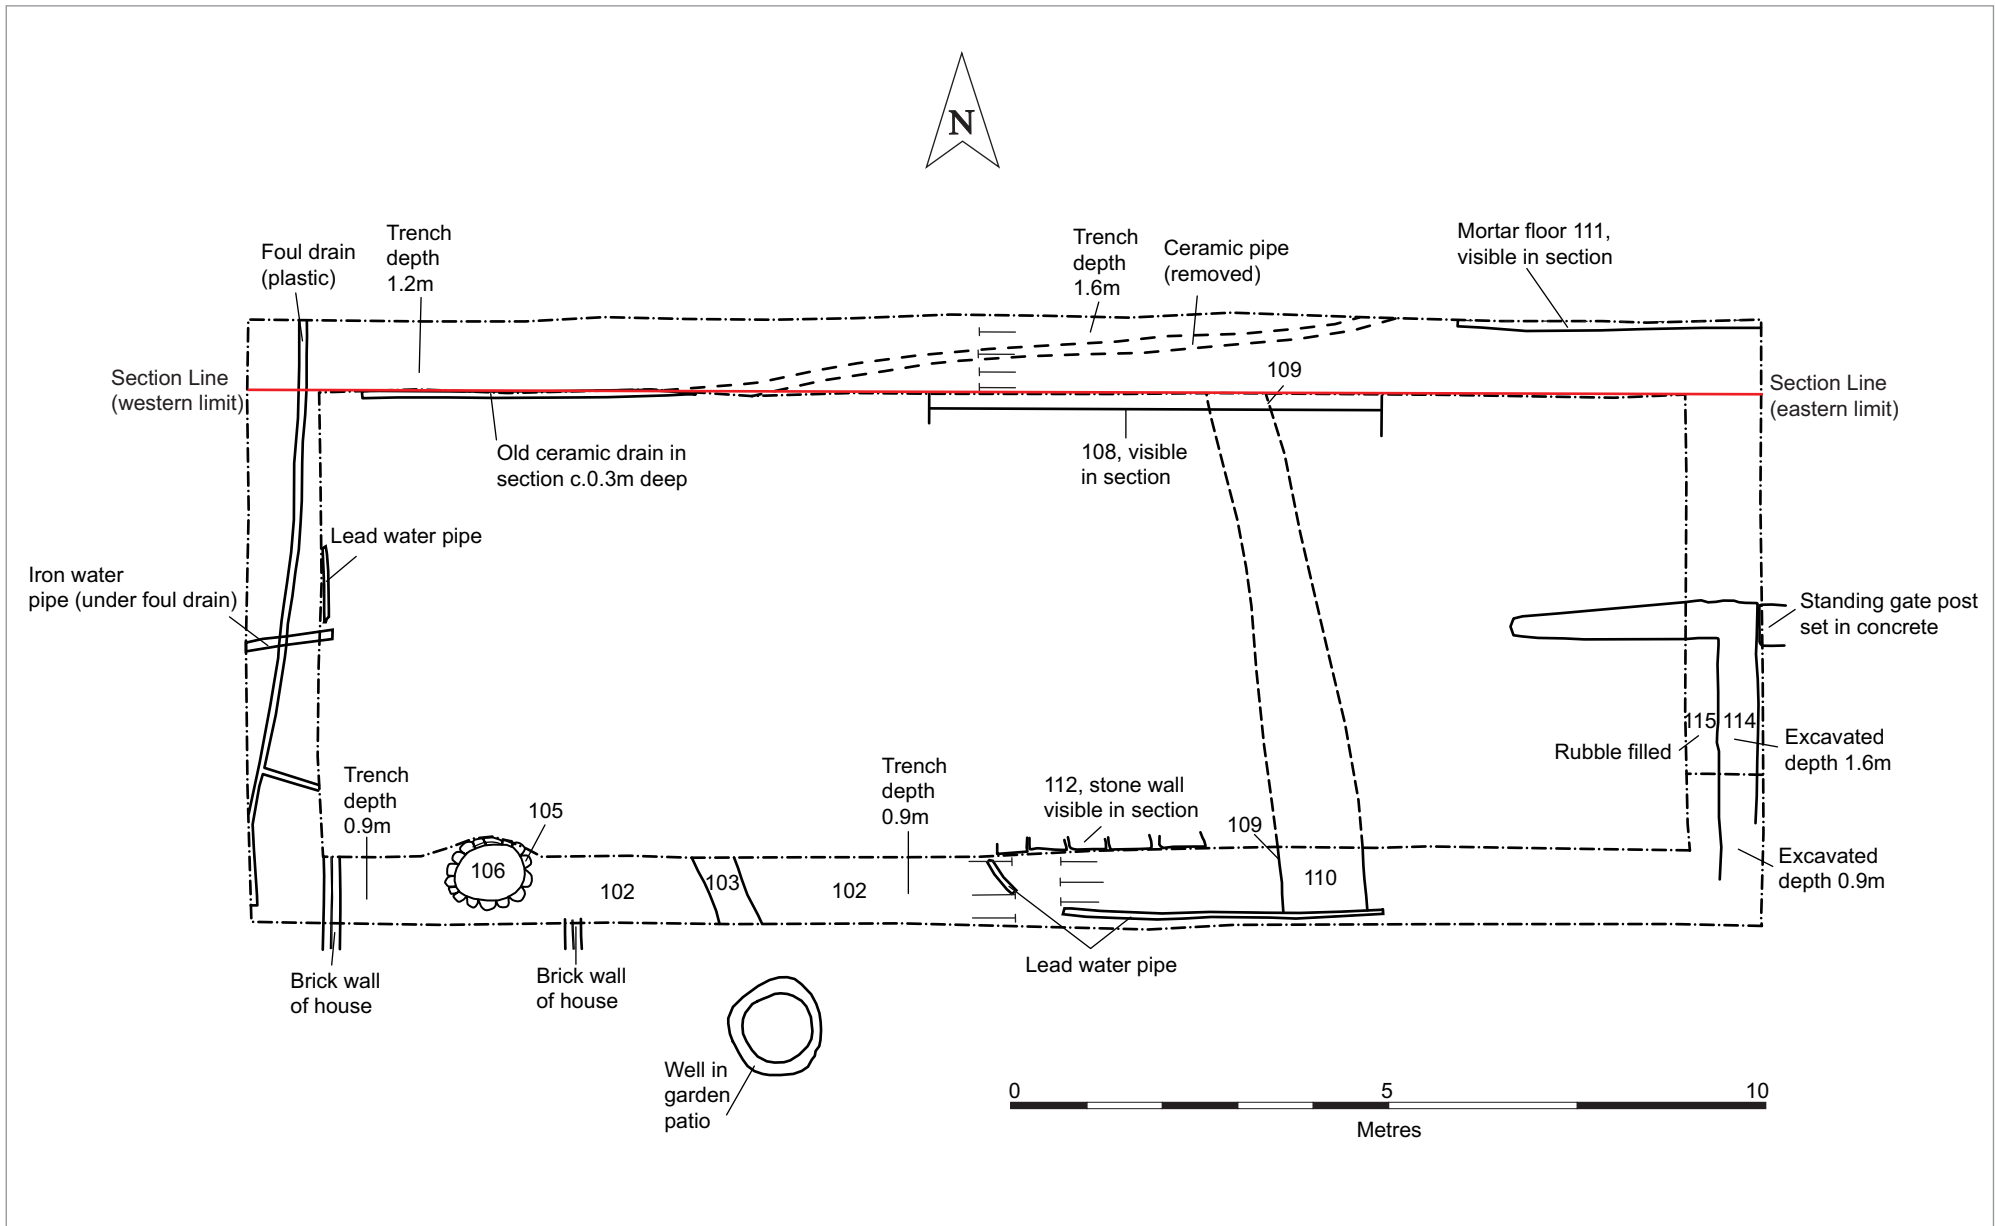 N
Foul drain
(plastic)
Trench
depth
1.2m
Trench
depth
1.6m
Ceramic pipe
(removed)
Mortar floor 111,
visible in section
Section Line
(western limit)
109
Section Line
(eastern limit)
Old ceramic drain in
section c.0.3m deep
108, visible
in section
Lead water pipe
Iron water
pipe (under foul drain)
Standing gate post
set in concrete
115
114
Rubble filled
Excavated
depth 1.6m
Trench
depth
0.9m
105
106
102
103
102
Trench
depth
0.9m
112, stone wall
visible in section
109
110
Excavated
depth 0.9m
Brick wall
of house
Brick wall
of house
Lead water pipe
Well in
garden
patio
0 5 10
Metres